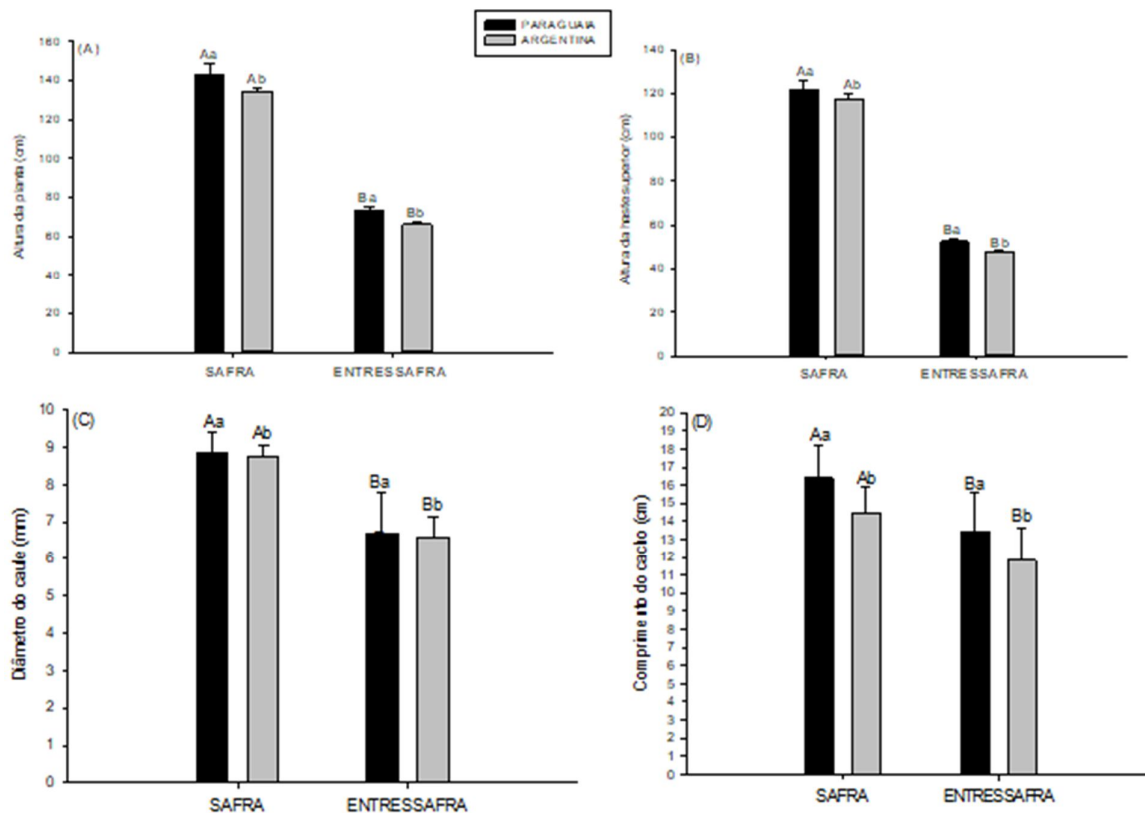 PARAGUAIA
ARGENTINA
(A)
Altura da planta (cm)
160
140
120
100
80
60
40
20
0
Aa
Ab
Ba
Bb
SAFRA
ENTRESSAFRA
(B)
Altura da haste superior (cm)
140
120
100
80
60
40
20
0
Aa
Ab
Ba
Bb
SAFRA
ENTRESSAFRA
(C)
Diâmetro do caule (mm)
10
9
8
7
6
5
4
3
2
1
0
Aa
Ab
Ba
Bb
SAFRA
ENTRESSAFRA
(D)
Comprimento do cacho (cm)
20
19
18
17
16
15
14
13
12
11
10
9
8
7
6
5
4
3
2
1
0
Aa
Ab
Ba
Bb
SAFRA
ENTRESSAFRA